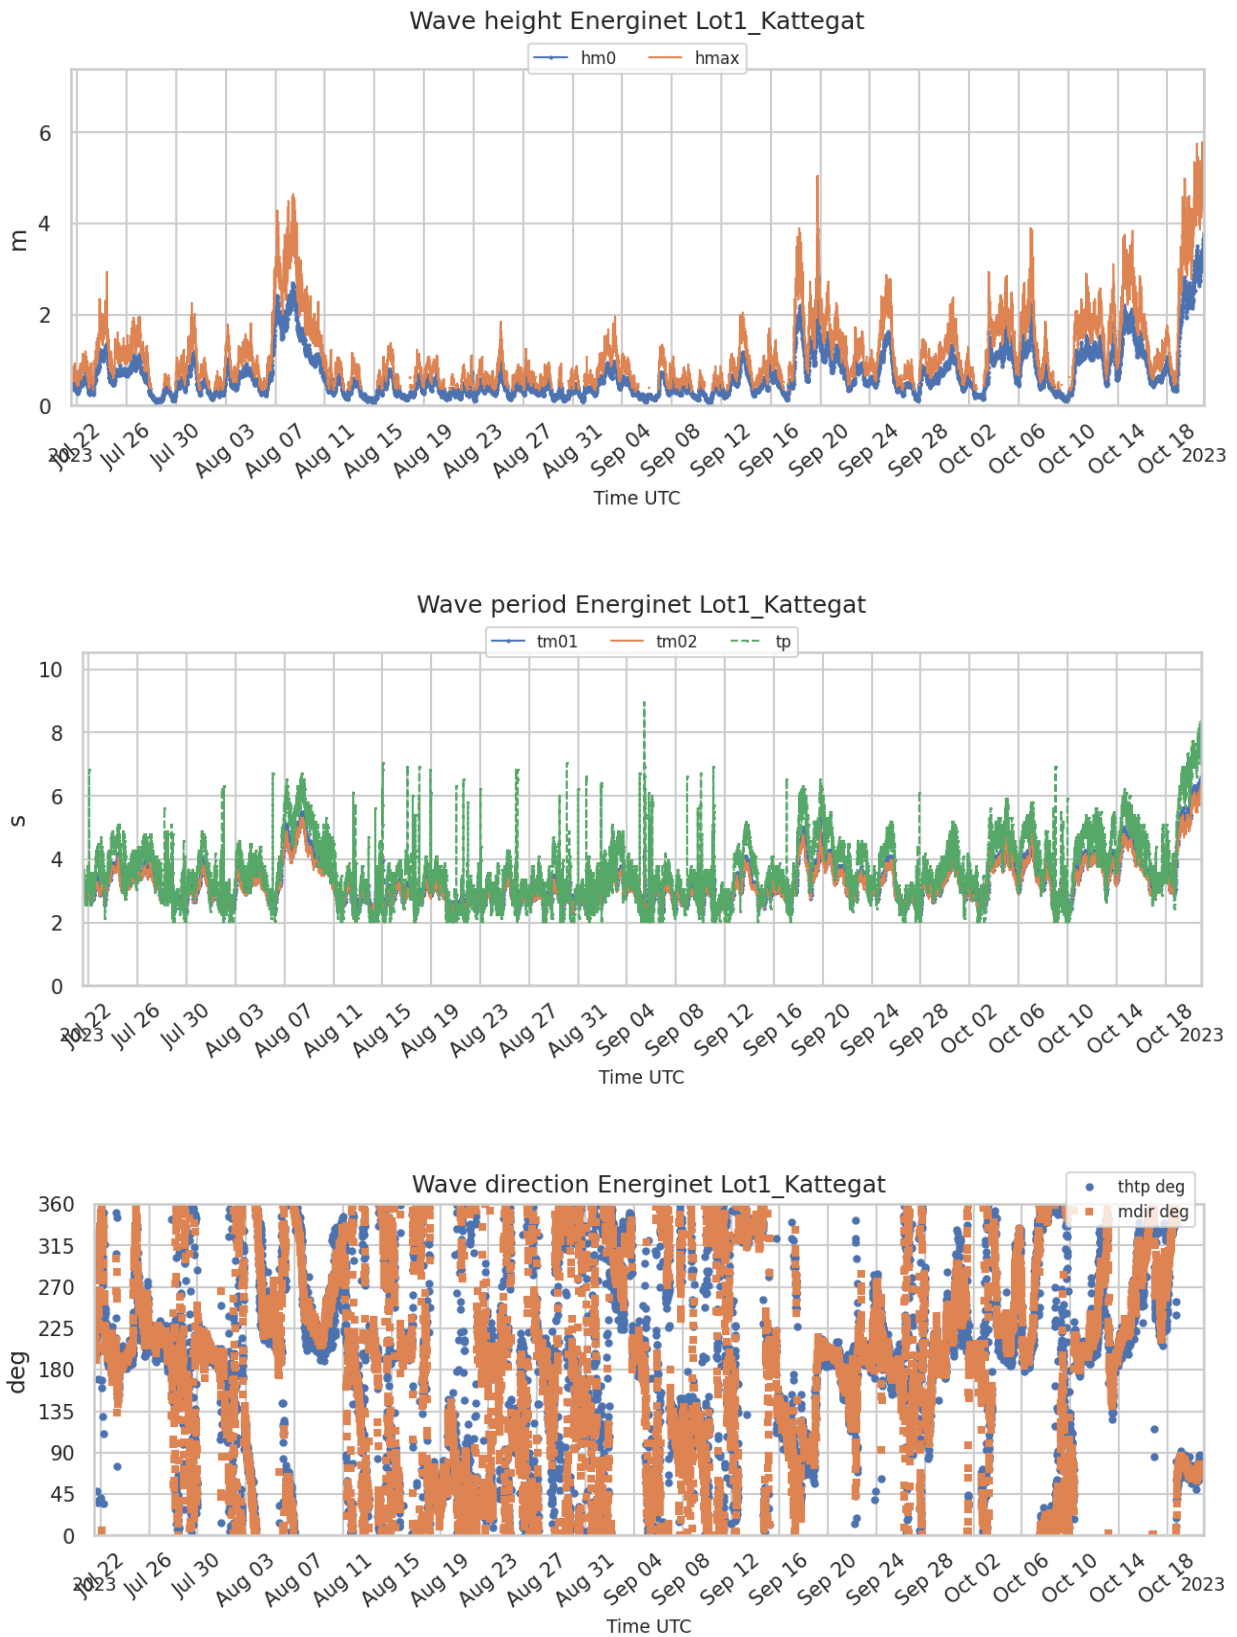 Wave height Energinet Lot1_Kattegat
hm0 hmax
6
4
2
0
m
Jul 22 Jul 26 Jul 30 Aug 03 Aug 07 Aug 11 Aug 15 Aug 19 Aug 23 Aug 27 Aug 31 Sep 04 Sep 08 Sep 12 Sep 16 Sep 20 Sep 24 Sep 28 Oct 02 Oct 06 Oct 10 Oct 14 Oct 18
2023 2023
Time UTC
Wave period Energinet Lot1_Kattegat
tm01 tm02 tp
10
8
6
4
2
0
s
Jul 22 Jul 26 Jul 30 Aug 03 Aug 07 Aug 11 Aug 15 Aug 19 Aug 23 Aug 27 Aug 31 Sep 04 Sep 08 Sep 12 Sep 16 Sep 20 Sep 24 Sep 28 Oct 02 Oct 06 Oct 10 Oct 14 Oct 18
2023 2023
Time UTC
Wave direction Energinet Lot1_Kattegat
thtp deg
mdir deg
360
315
270
225
180
135
90
45
0
deg
Jul 22 Jul 26 Jul 30 Aug 03 Aug 07 Aug 11 Aug 15 Aug 19 Aug 23 Aug 27 Aug 31 Sep 04 Sep 08 Sep 12 Sep 16 Sep 20 Sep 24 Sep 28 Oct 02 Oct 06 Oct 10 Oct 14 Oct 18
2023 2023
Time UTC